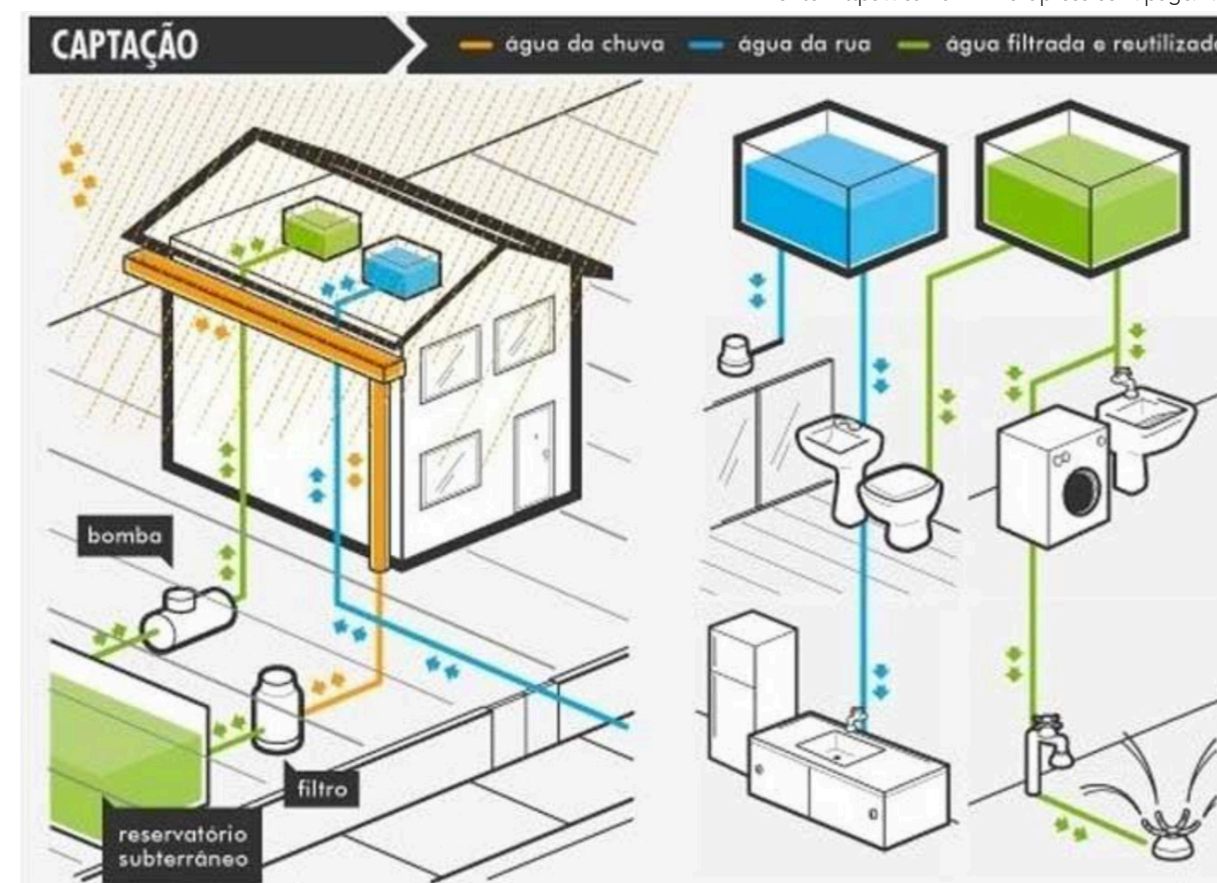 CAPTAÇÃO
água da chuva água da rua água filtrada e reutilizada
bomba
filtro
reservatório
subterrâneo